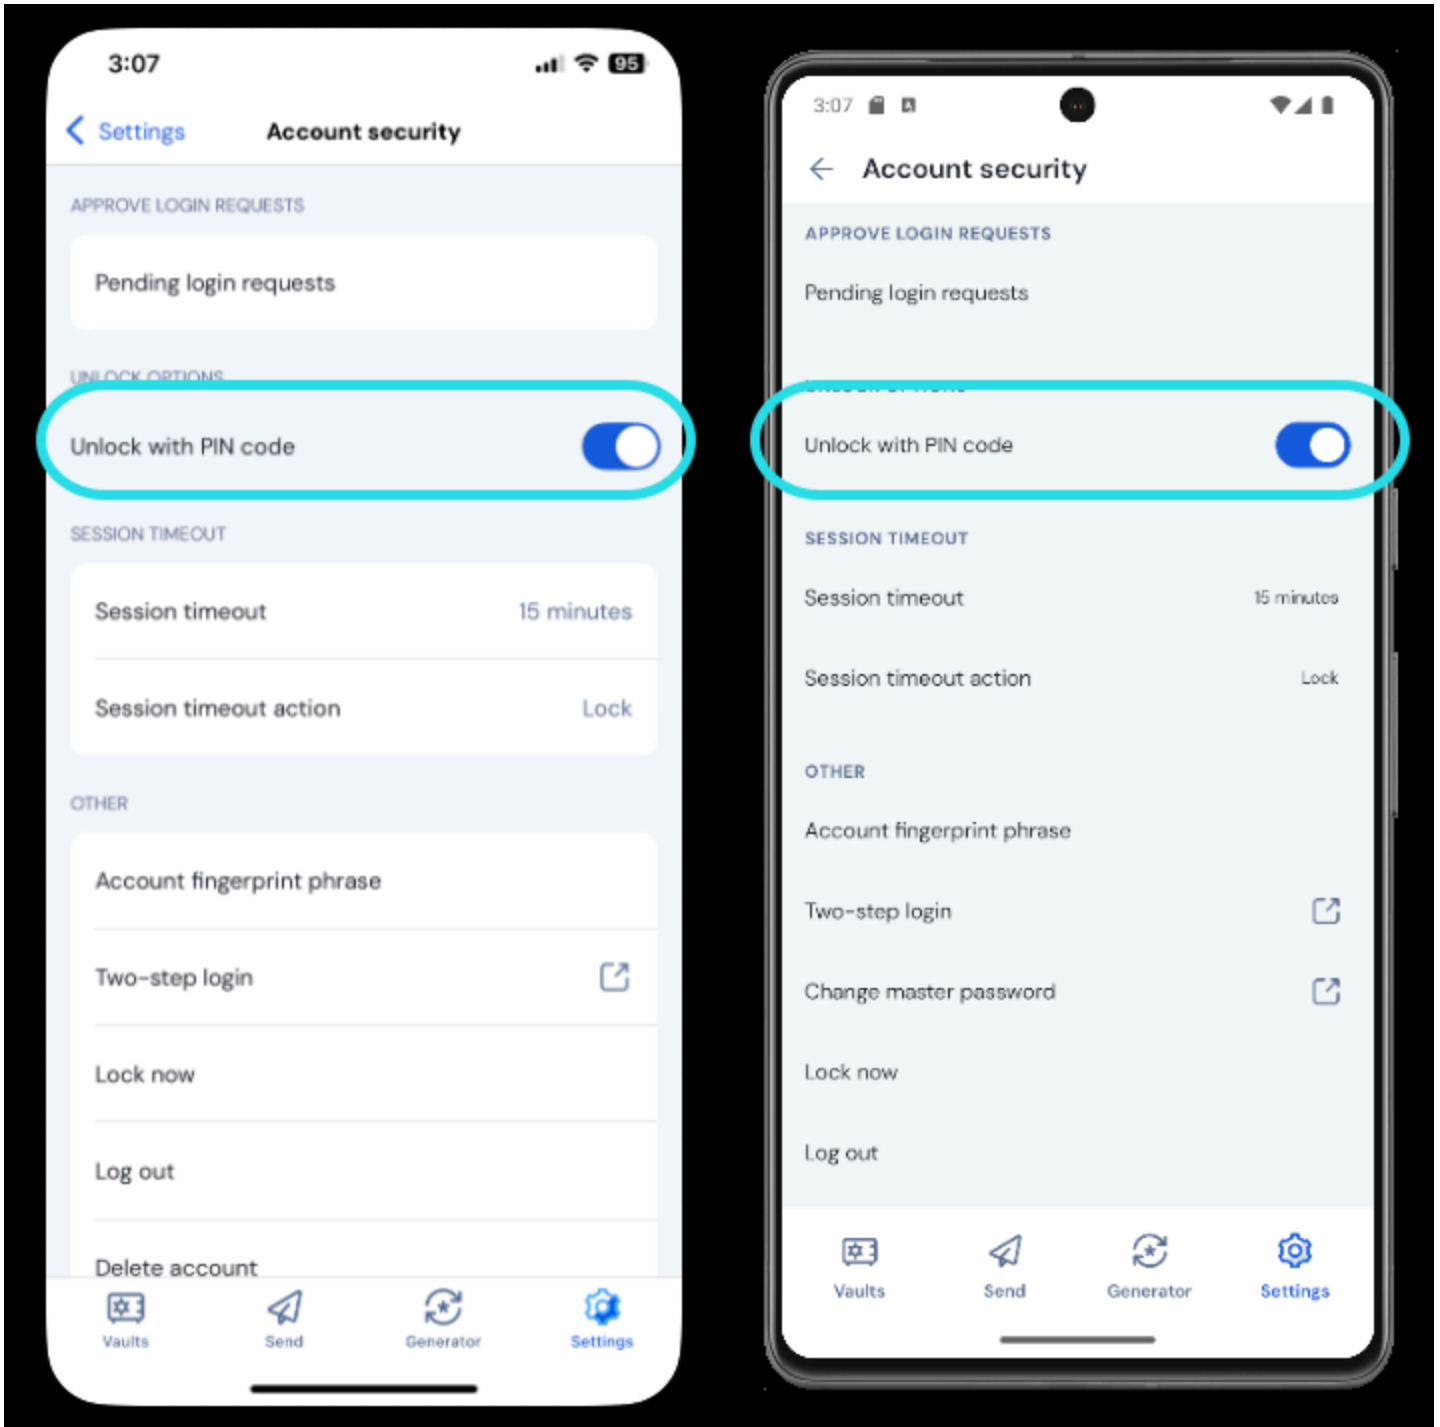 3:07
95
Settings
Account security
APPROVE LOGIN REQUESTS
Pending login requests
UNLOCK OPTIONS
Unlock with PIN code
SESSION TIMEOUT
Session timeout 15 minutes
Session timeout action Lock
OTHER
Account fingerprint phrase
Two-step login
Lock now
Log out
Delete account
Vaults Send Generator Settings
3:07
Account security
APPROVE LOGIN REQUESTS
Pending login requests
Unlock with PIN code
SESSION TIMEOUT
Session timeout 15 minutes
Session timeout action Lock
OTHER
Account fingerprint phrase
Two-step login
Change master password
Lock now
Log out
Vaults Send Generator Settings